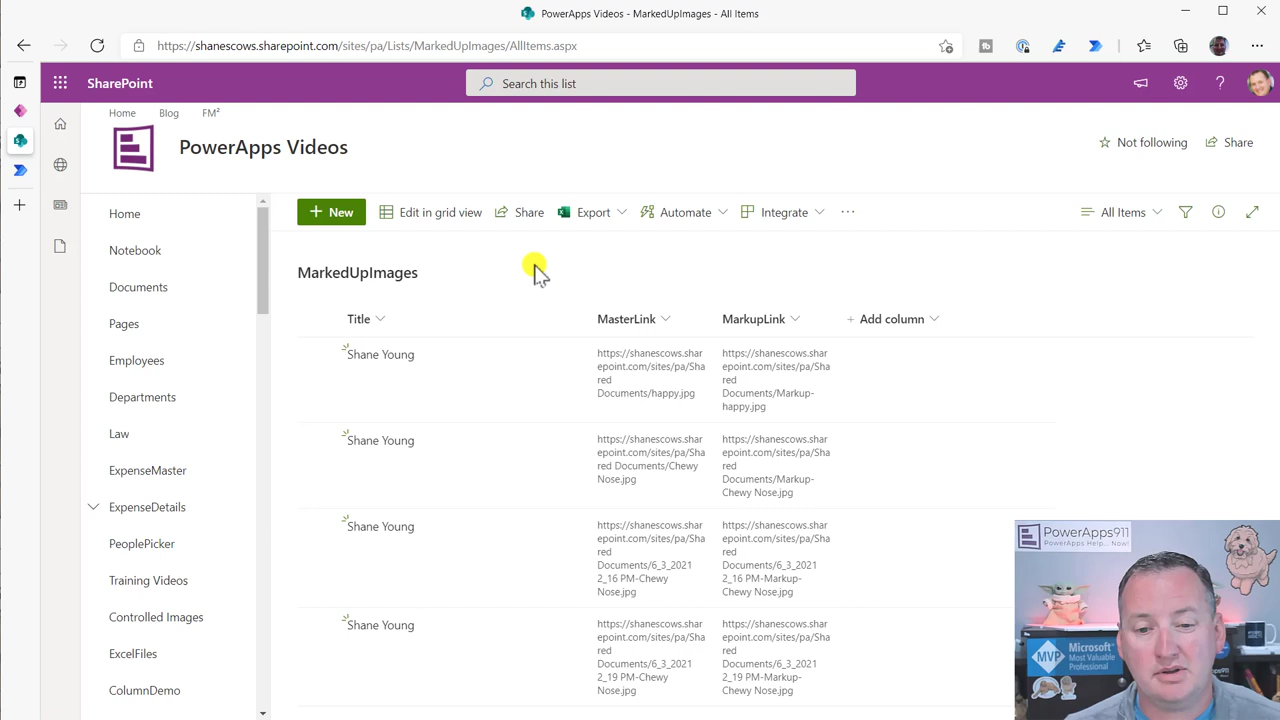 PowerApps Videos - MarkedUpImages - All Items
https://shanescows.sharepoint.com/sites/pa/Lists/MarkedUpImages/AllItems.aspx
SharePoint
Search this list
Home Blog FM²
PowerApps Videos
Not following Share
New Edit in grid view Share Export Automate Integrate All Items
Home
Notebook
Documents
Pages
Employees
Departments
Law
ExpenseMaster
ExpenseDetails
PeoplePicker
Training Videos
Controlled Images
ExcelFiles
ColumnDemo
MarkedUpImages
Title MasterLink MarkupLink + Add column
Shane Young
https://shanescows.shar
epoint.com/sites/pa/Sha
red
Documents/happy.jpg
https://shanescows.shar
epoint.com/sites/pa/Sha
red
Documents/Markup-
happy.jpg
Shane Young
https://shanescows.shar
epoint.com/sites/pa/Sha
red Documents/Chewy
Nose.jpg
https://shanescows.shar
epoint.com/sites/pa/Sha
red
Documents/Markup-
Chewy Nose.jpg
Shane Young
https://shanescows.shar
epoint.com/sites/pa/Sha
red
Documents/6_3_2021
2_16 PM-Chewy
Nose.jpg
https://shanescows.shar
epoint.com/sites/pa/Sha
red
Documents/6_3_2021
2_16 PM-Markup-
Chewy Nose.jpg
Shane Young
https://shanescows.shar
epoint.com/sites/pa/Sha
red
Documents/6_3_2021
2_19 PM-Chewy
Nose.jpg
https://shanescows.shar
epoint.com/sites/pa/Sha
red
Documents/6_3_2021
2_19 PM-Markup-
Chewy Nose.jpg
PowerApps911
PowerApps Help... Now!
MVP
Microsoft
Most Valuable
Professional